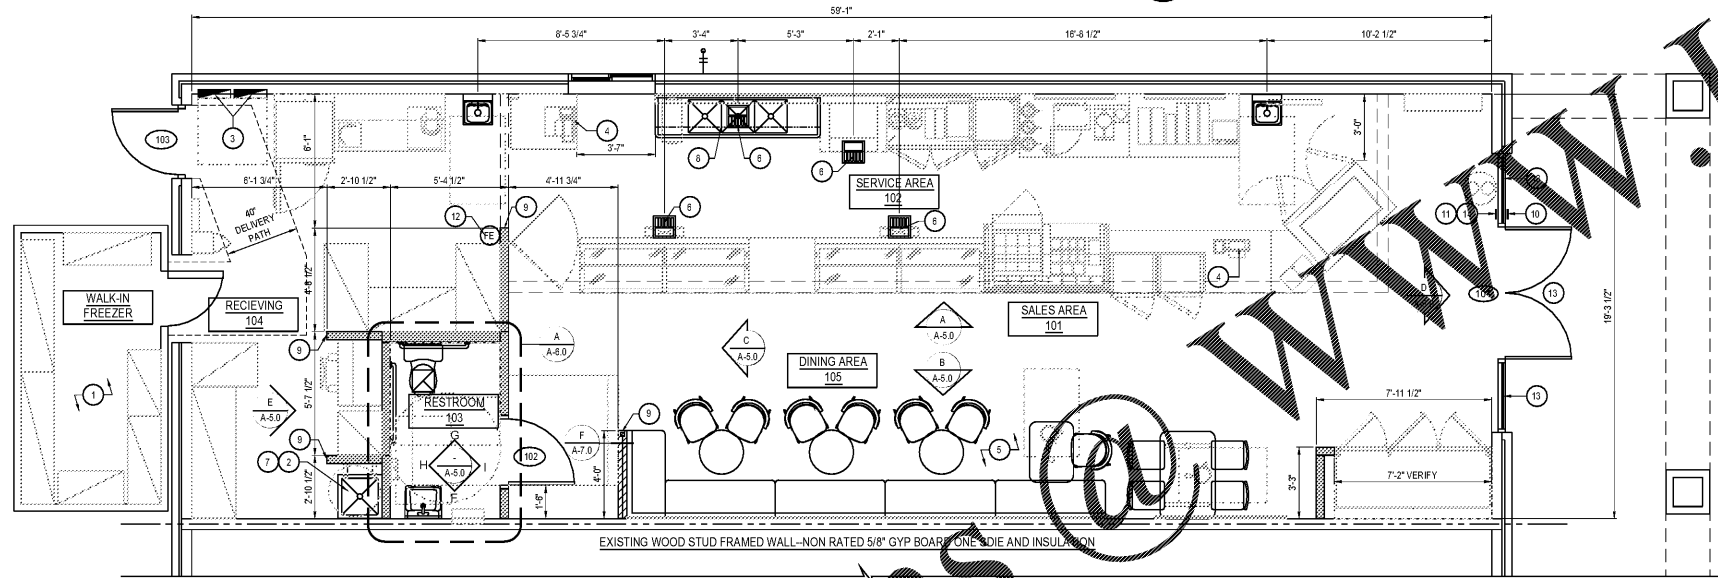 59'-1"
8'-5 3/4"
3'-4"
5'-3"
2'-1"
16'-8 1/2"
10'-2 1/2"
103
3
6'-1"
4
3'-7"
8
6
6
3'-0"
SERVICE AREA
102
6'-1 3/4"
2'-10 1/2"
5'-4 1/2"
4'-11 3/4"
40"
DELIVERY
PATH
12
FE
9
6
6
11
10
4
WALK-IN
FREEZER
RECIEVING
104
4'-8 1/2"
SALES AREA
101
D
13
19'-3 1/2"
9
A
A-6.0
C
A-5.0
A
A-5.0
B
A-5.0
DINING AREA
105
1
E
A-5.0
5'-7 1/2"
RESTROOM
103
9
7
2
2'-10 1/2"
G
H
-
A-5.0
I
F
102
F
A-7.0
9
4'-0"
1'-6"
5
7'-11 1/2"
13
3'-3"
7'-2" VERIFY
EXISTING WOOD STUD FRAMED WALL--NON RATED 5/8" GYP BOARD ONE SDIE AND INSULATION
WWW.
@
S